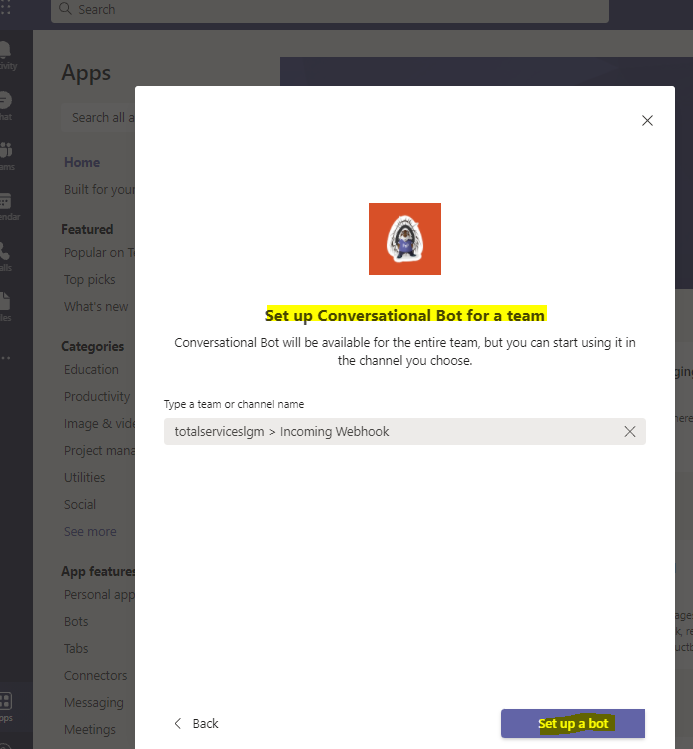 Search
Apps
Search all a
Home
Built for your
Featured
Popular on Te
Top picks
What's new
Categories
Education
Productivity
Image & vide
Project mana
Utilities
Social
See more
App features
Personal app
Bots
Tabs
Connectors
Messaging
Meetings
Set up Conversational Bot for a team
Conversational Bot will be available for the entire team, but you can start using it in
the channel you choose.
Type a team or channel name
totalserviceslgm > Incoming Webhook
Back
Set up a bot